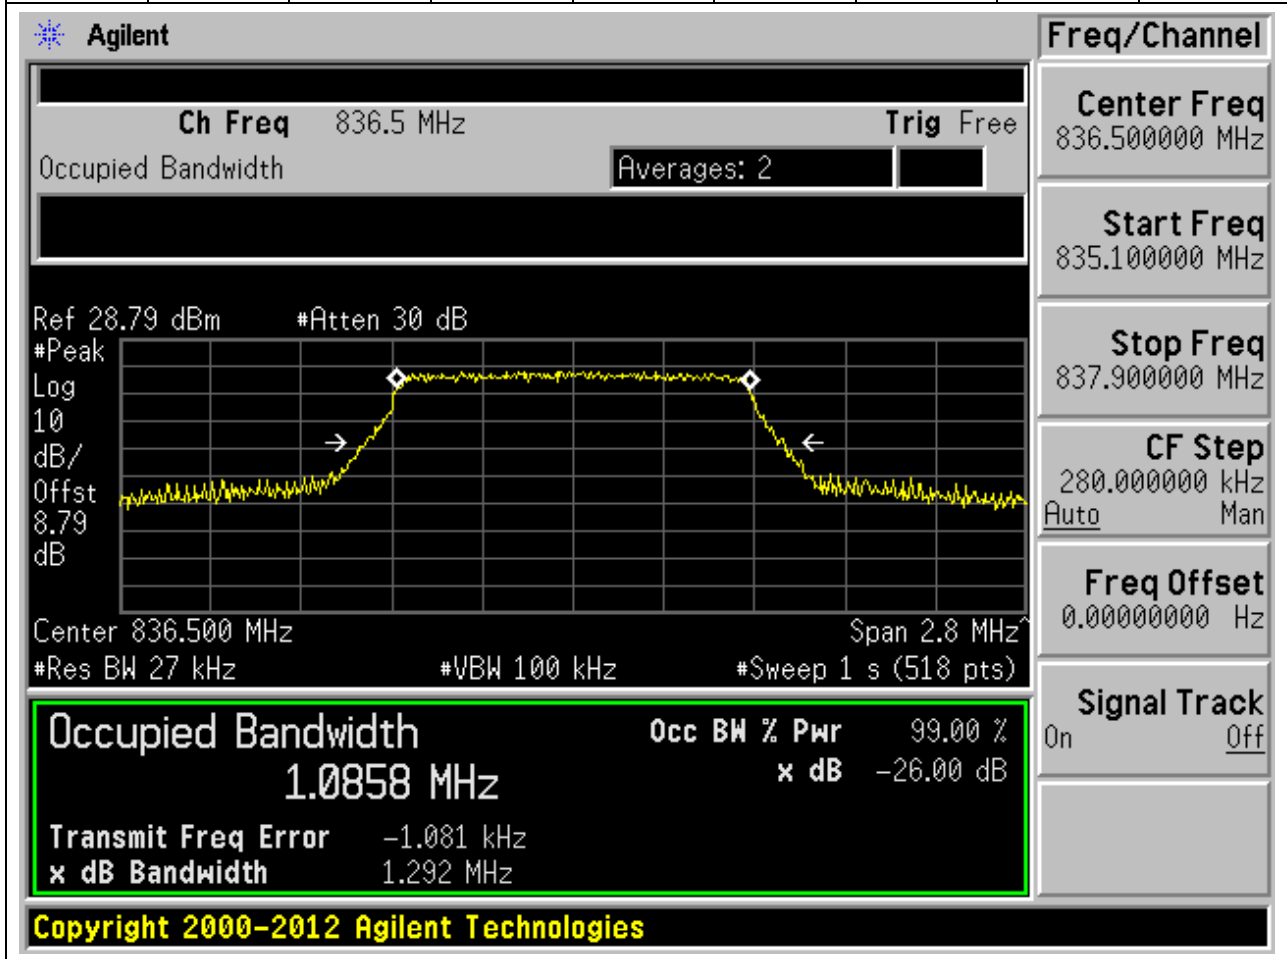 Agilent
Freq/Channel
Ch Freq 836.5 MHz
Trig Free
Occupied Bandwidth
Averages: 2
Center Freq
836.500000 MHz
Start Freq
835.100000 MHz
Stop Freq
837.900000 MHz
CF Step
280.000000 kHz
Auto Man
Freq Offset
0.00000000 Hz
Signal Track
On Off
Ref 28.79 dBm #Atten 30 dB
#Peak
Log
10
dB/
Offst
8.79
dB
Center 836.500 MHz Span 2.8 MHz^
#Res BW 27 kHz #VBW 100 kHz #Sweep 1 s (518 pts)
Occupied Bandwidth
1.0858 MHz
Occ BW % Pwr 99.00 %
x dB -26.00 dB
Transmit Freq Error -1.081 kHz
x dB Bandwidth 1.292 MHz
Copyright 2000-2012 Agilent Technologies